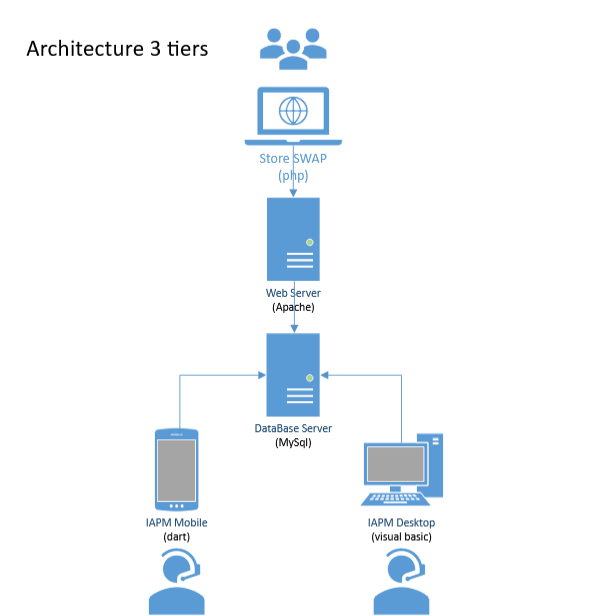 Architecture 3 tiers
Store SWAP
(php)
Web Server
(Apache)
DataBase Server
(MySql)
IAPM Mobile
(dart)
IAPM Desktop
(visual basic)